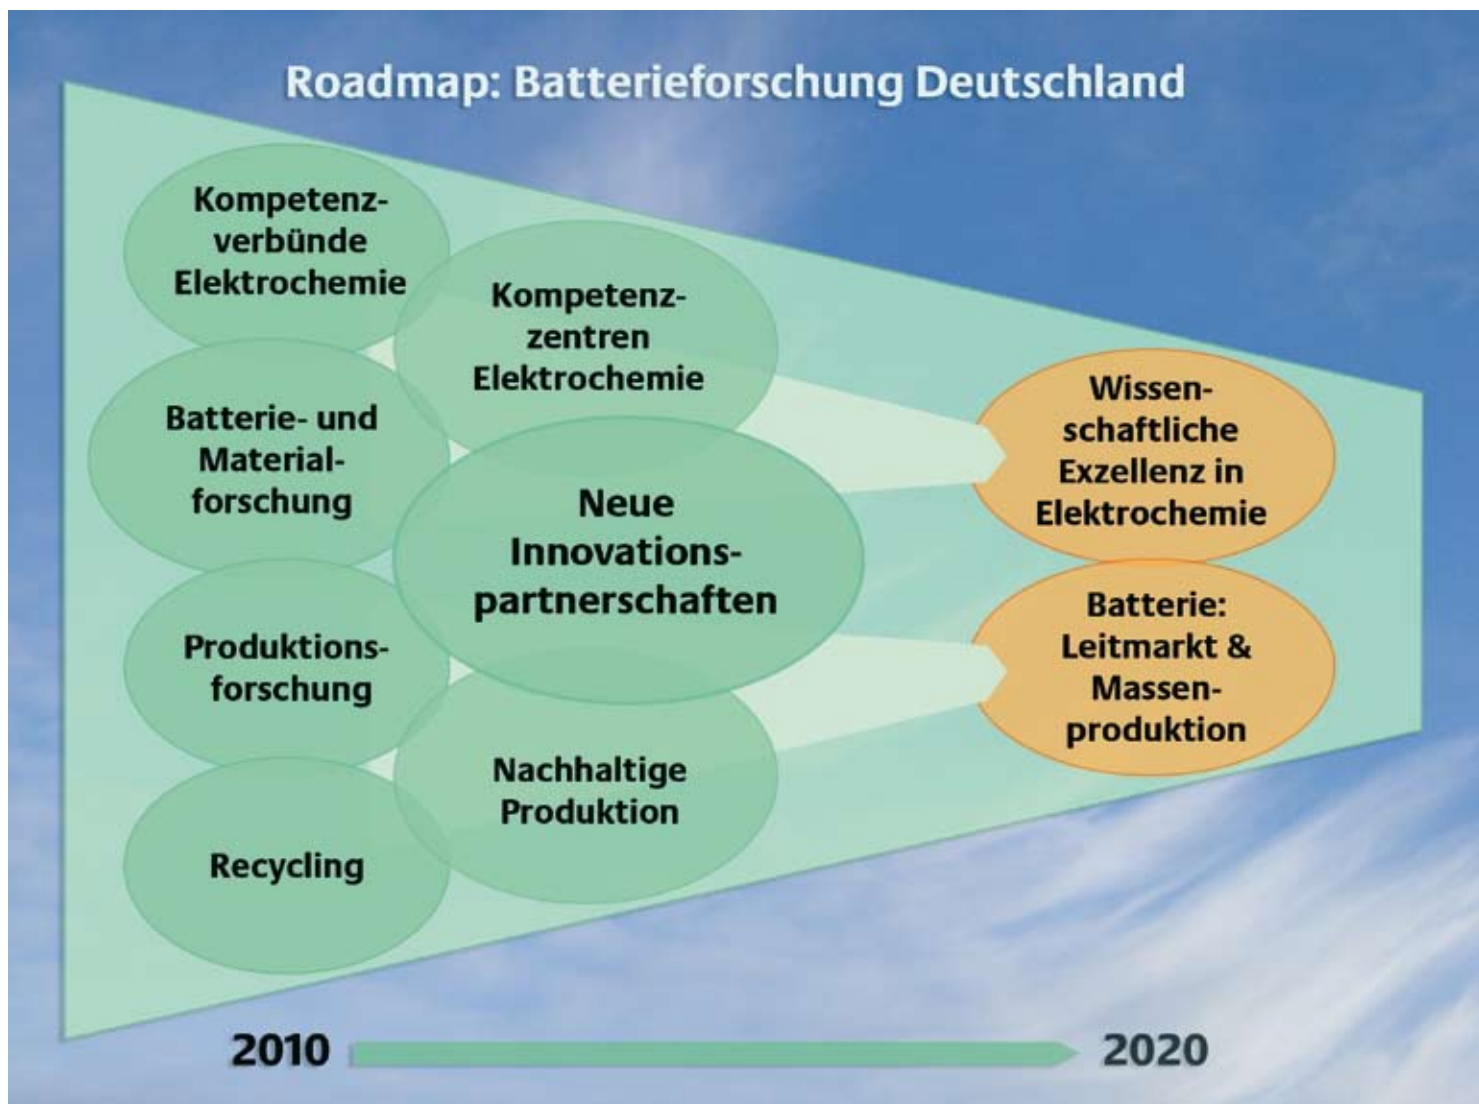 Roadmap: Batterieforschung Deutschland
Kompetenz-
verbünde
Elektrochemie
Kompetenz-
zentren
Elektrochemie
Batterie- und
Material-
forschung
Neue
Innovations-
partnerschaften
Produktions-
forschung
Nachhaltige
Produktion
Recycling
Wissen-
schaftliche
Exzellenz in
Elektrochemie
Batterie:
Leitmarkt &
Massen-
produktion
2010
2020